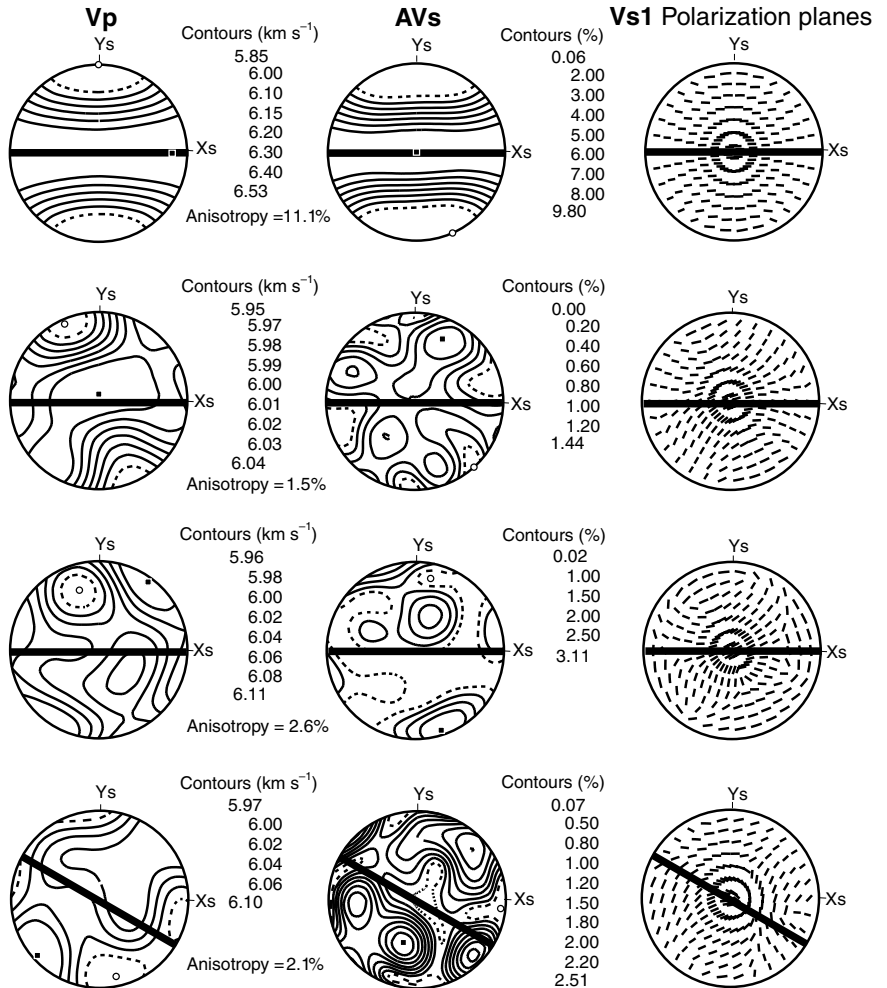 Vp
AVs
Vs1 Polarization planes
Ys
Contours (km s⁻¹)
5.85
6.00
6.10
6.15
6.20
6.30
6.40
6.53
Xs
Anisotropy =11.1%
Ys
Contours (%)
0.06
2.00
3.00
4.00
5.00
6.00
7.00
8.00
9.80
Xs
Ys
Xs
Ys
Contours (km s⁻¹)
5.95
5.97
5.98
5.99
6.00
6.01
6.02
6.03
6.04
Xs
Anisotropy =1.5%
Ys
Contours (%)
0.00
0.20
0.40
0.60
0.80
1.00
1.20
1.44
Xs
Ys
Xs
Ys
Contours (km s⁻¹)
5.96
5.98
6.00
6.02
6.04
6.06
6.08
6.11
Xs
Anisotropy = 2.6%
Ys
Contours (%)
0.02
1.00
1.50
2.00
2.50
3.11
Xs
Ys
Xs
Ys
Contours (km s⁻¹)
5.97
6.00
6.02
6.04
6.06
6.10
Xs
Anisotropy =2.1%
Ys
Contours (%)
0.07
0.50
0.80
1.00
1.20
1.50
1.80
2.00
2.20
2.51
Xs
Ys
Xs